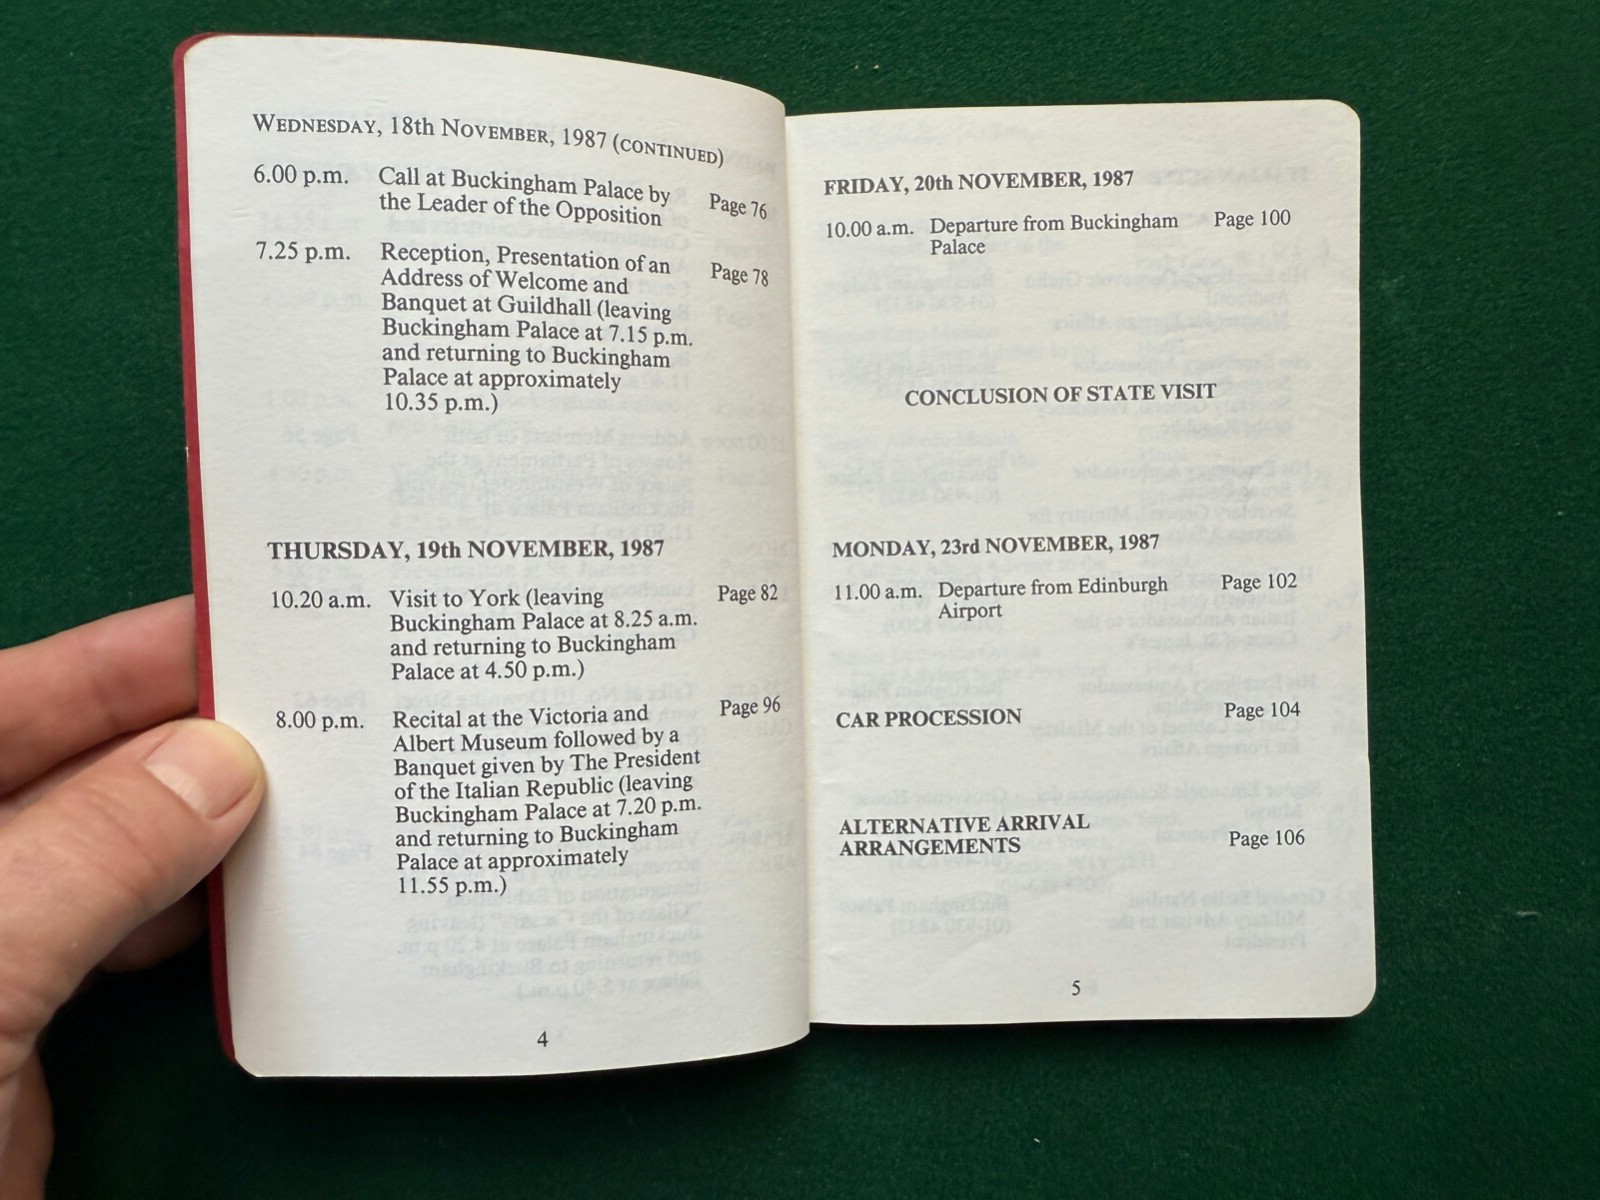 WEDNESDAY, 18th NOVEMBER, 1987 (CONTINUED)
6.00 p.m. Call at Buckingham Palace by Page 76
the Leader of the Opposition
7.25 p.m. Reception, Presentation of an Page 78
Address of Welcome and
Banquet at Guildhall (leaving
Buckingham Palace at 7.15 p.m.
and returning to Buckingham
Palace at approximately
10.35 p.m.)
THURSDAY, 19th NOVEMBER, 1987
10.20 a.m. Visit to York (leaving Page 82
Buckingham Palace at 8.25 a.m.
and returning to Buckingham
Palace at 4.50 p.m.)
8.00 p.m. Recital at the Victoria and Page 96
Albert Museum followed by a
Banquet given by The President
of the Italian Republic (leaving
Buckingham Palace at 7.20 p.m.
and returning to Buckingham
Palace at approximately
11.55 p.m.)
4
FRIDAY, 20th NOVEMBER, 1987
10.00 a.m. Departure from Buckingham Page 100
Palace
CONCLUSION OF STATE VISIT
MONDAY, 23rd NOVEMBER, 1987
11.00 a.m. Departure from Edinburgh Page 102
Airport
CAR PROCESSION Page 104
ALTERNATIVE ARRIVAL
ARRANGEMENTS Page 106
5